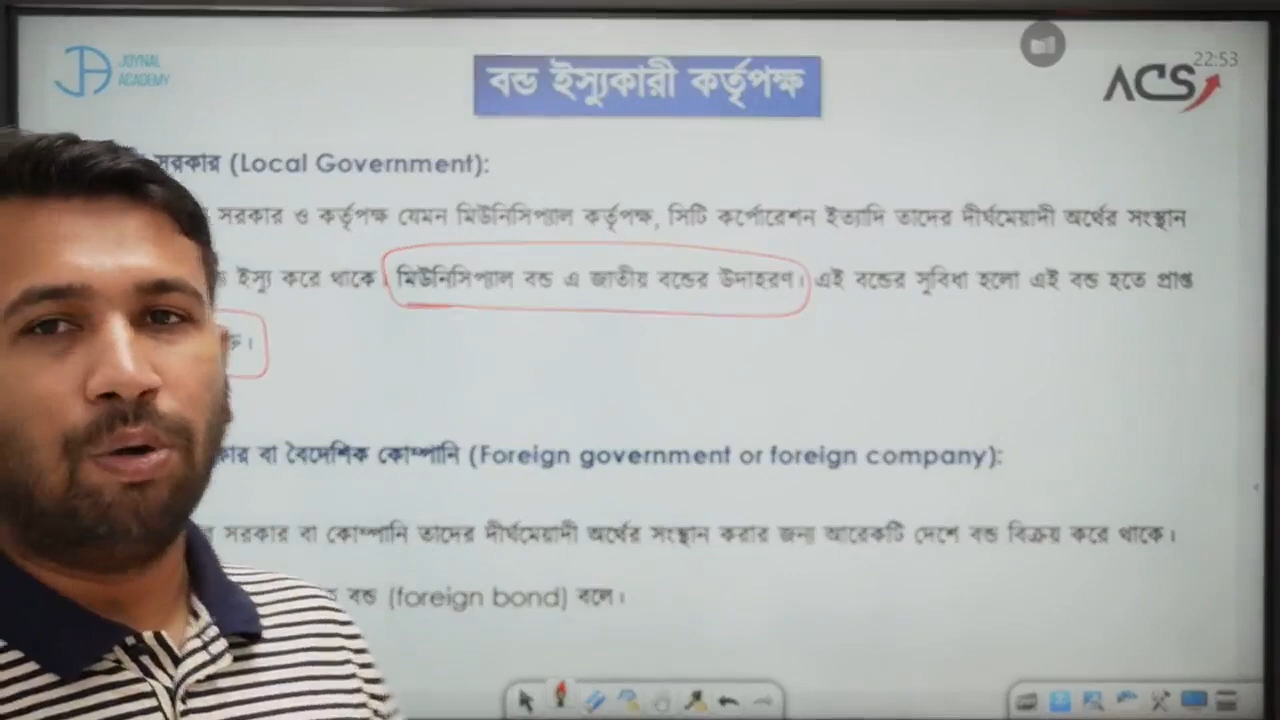 JOYNAL
ACADEMY
বন্ড ইস্যুকারী কর্তৃপক্ষ
22:53
ACS
সরকার (Local Government):
সরকার ও কর্তৃপক্ষ যেমন মিউনিসিপ্যাল কর্তৃপক্ষ, সিটি কর্পোরেশন ইত্যাদি তাদের দীর্ঘমেয়াদী অর্থের সংস্থান
ইস্যু করে থাকে। মিউনিসিপ্যাল বন্ড এ জাতীয় বন্ডের উদাহরণ। এই বন্ডের সুবিধা হলো এই বন্ড হতে প্রাপ্ত
বা বৈদেশিক কোম্পানি (Foreign government or foreign company):
সরকার বা কোম্পানি তাদের দীর্ঘমেয়াদী অর্থের সংস্থান করার জন্য আরেকটি দেশে বন্ড বিক্রয় করে থাকে।
বন্ড (foreign bond) বলে।